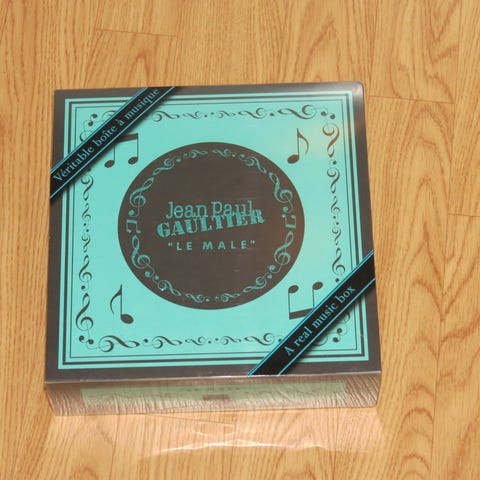 Véritable boîte à musique
Jean Paul
GAULTIER
"LE MALE"
A real music box